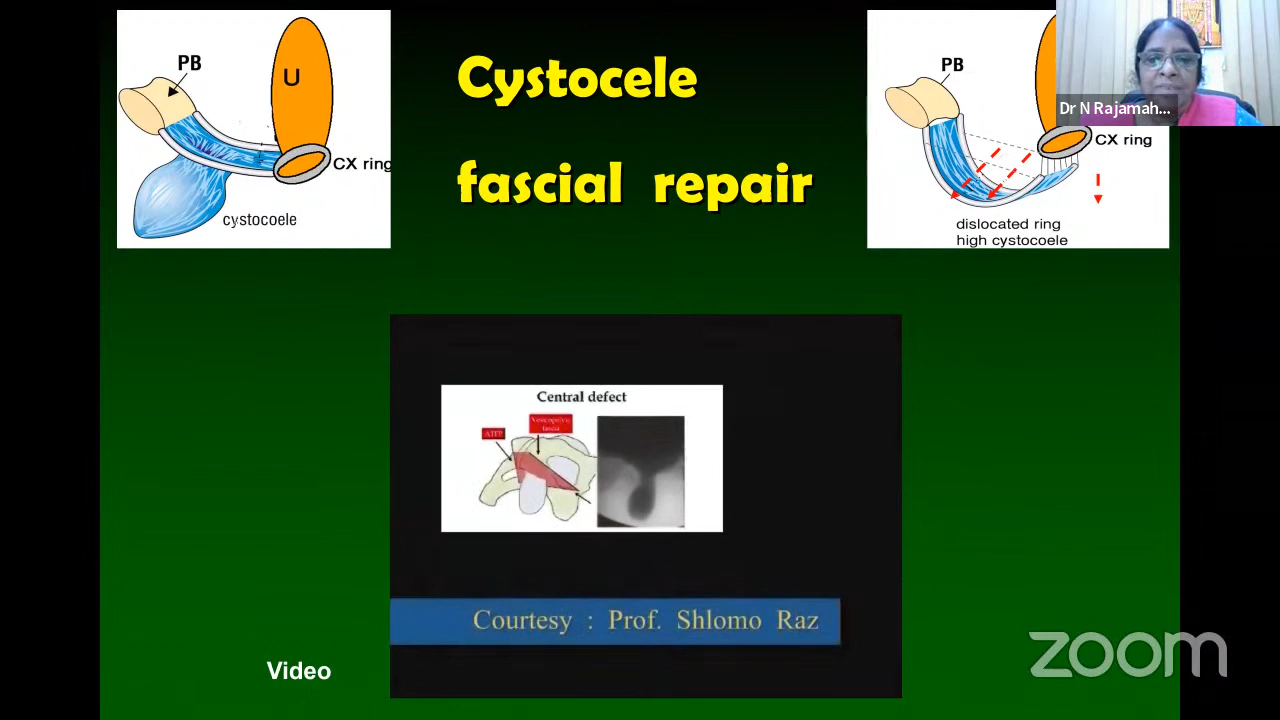 PB
U
CX ring
cystocoele
Cystocele
fascial repair
PB
CX ring
dislocated ring
high cystocoele
Dr N Rajamah...
Central defect
ATFP
fascia
Courtesy : Prof. Shlomo Raz
Video
zoom